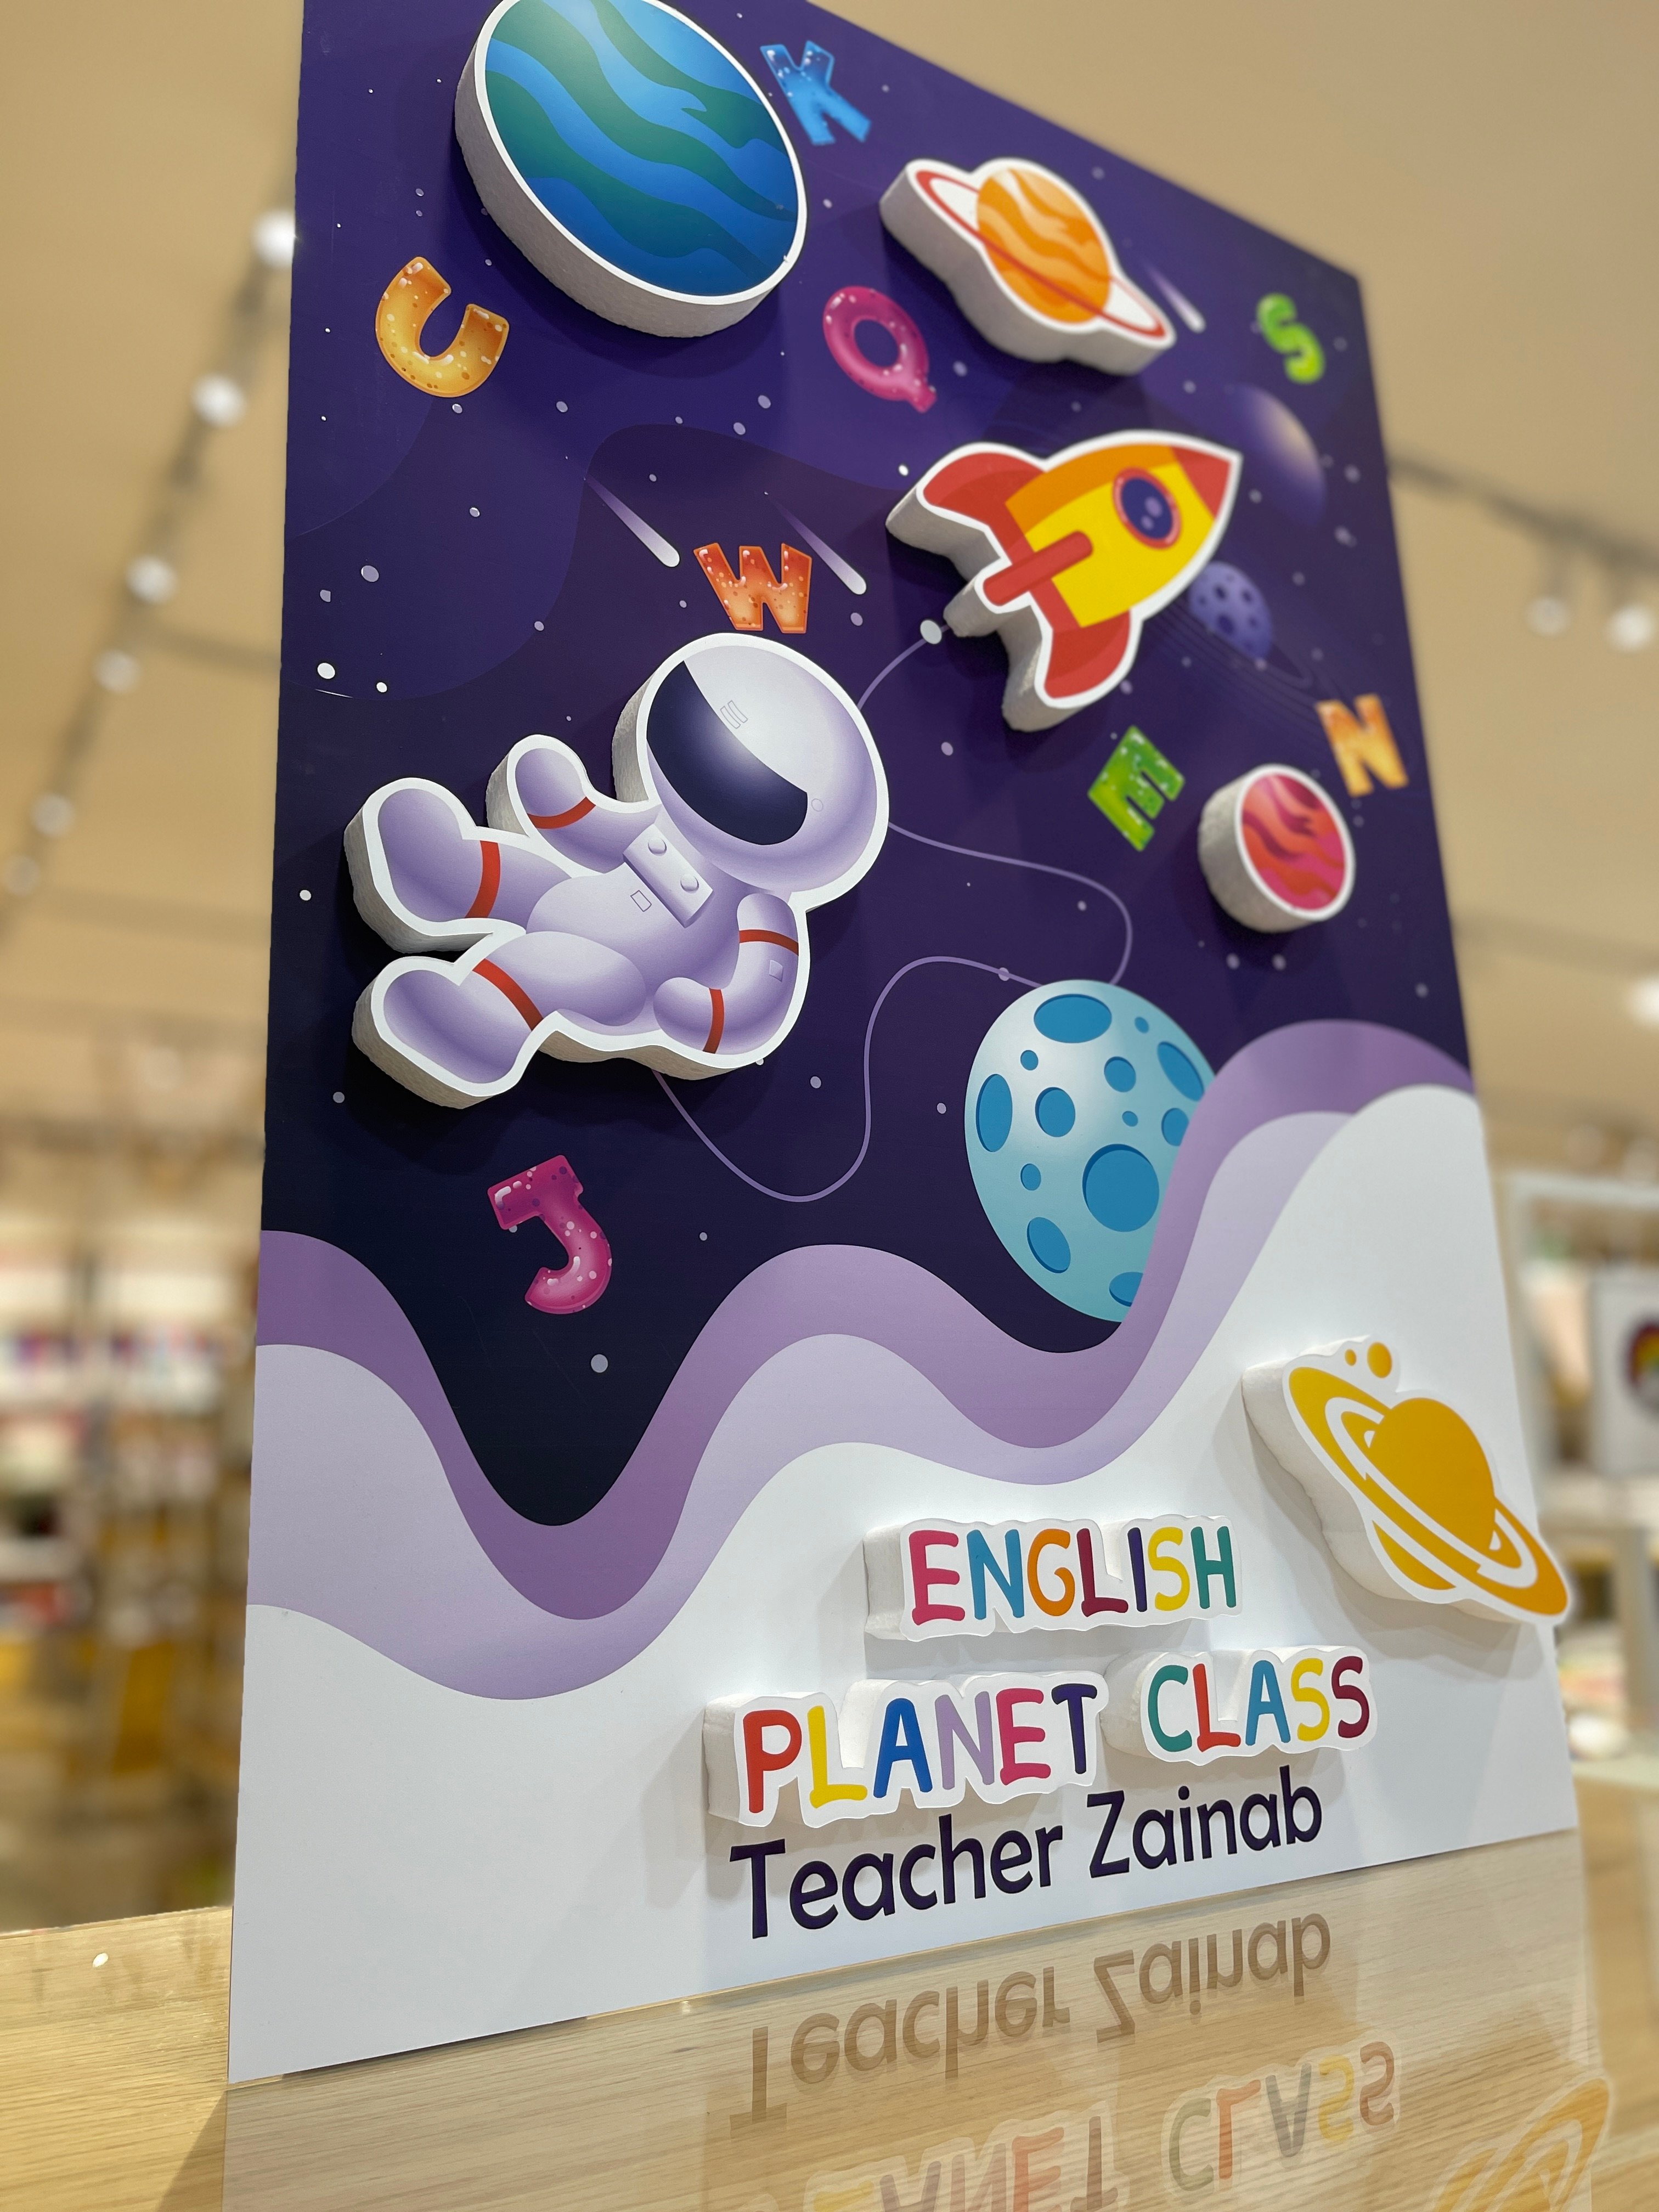 K
C
Q
S
W
E
N
J
ENGLISH
PLANET CLASS
Teacher Zainab